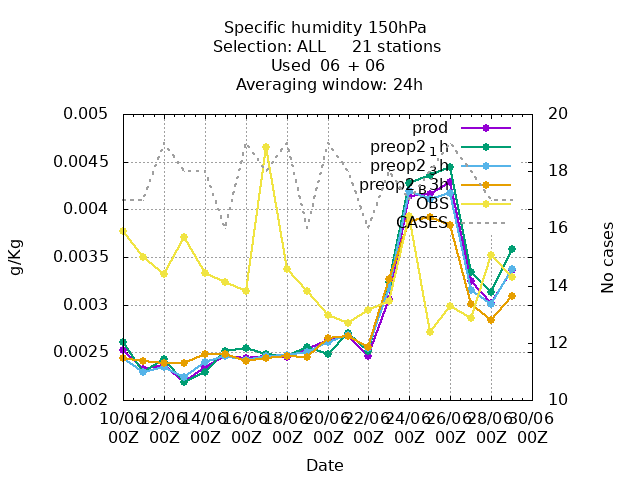 Specific humidity 150hPa
Selection: ALL 21 stations
Used 06 + 06
Averaging window: 24h
0.005
0.0045
0.004
0.0035
0.003
0.0025
0.002
g/Kg
20
18
16
14
12
10
No cases
prod
preop2_1h
preop2_3h
preop2_B_3h
OBS
CASES
10/06 12/06 14/06 16/06 18/06 20/06 22/06 24/06 26/06 28/06 30/06
00Z 00Z 00Z 00Z 00Z 00Z 00Z 00Z 00Z 00Z 00Z
Date